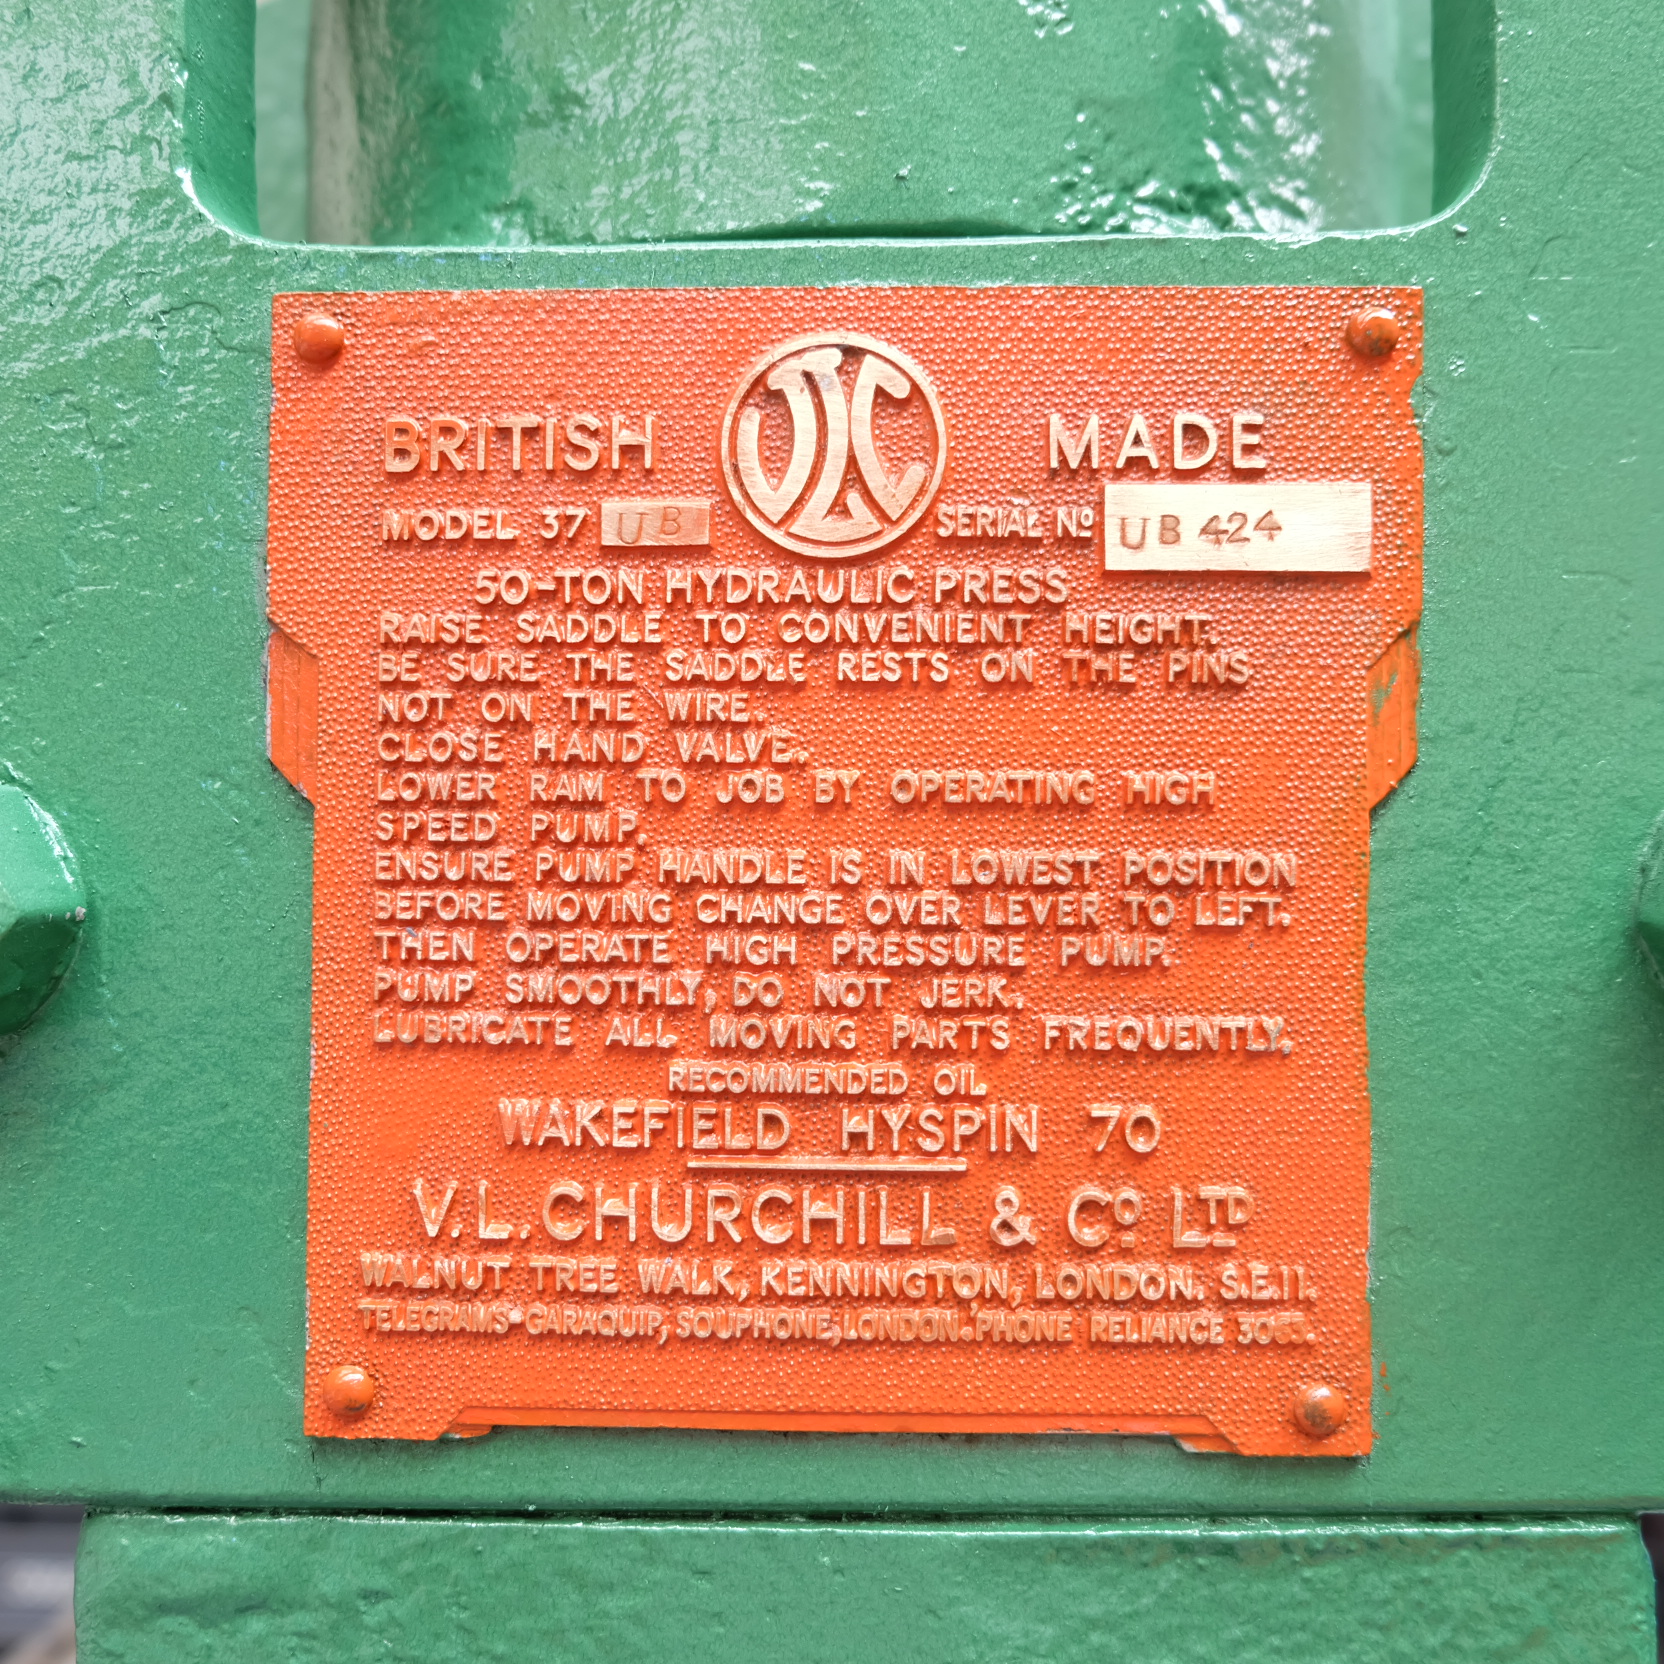 BRITISH VLC MADE
MODEL 37 UB SERIAL Nº UB 424
50-TON HYDRAULIC PRESS
RAISE SADDLE TO CONVENIENT HEIGHT.
BE SURE THE SADDLE RESTS ON THE PINS
NOT ON THE WIRE.
CLOSE HAND VALVE.
LOWER RAM TO JOB BY OPERATING HIGH
SPEED PUMP.
ENSURE PUMP HANDLE IS IN LOWEST POSITION
BEFORE MOVING CHANGE OVER LEVER TO LEFT.
THEN OPERATE HIGH PRESSURE PUMP.
PUMP SMOOTHLY, DO NOT JERK.
LUBRICATE ALL MOVING PARTS FREQUENTLY.
RECOMMENDED OIL
WAKEFIELD HYSPIN 70
V.L. CHURCHILL & Cº LTD
WALNUT TREE WALK, KENNINGTON, LONDON. S.E.11.
TELEGRAMS-GARAQUIP, SOUPHONE, LONDON. PHONE RELIANCE